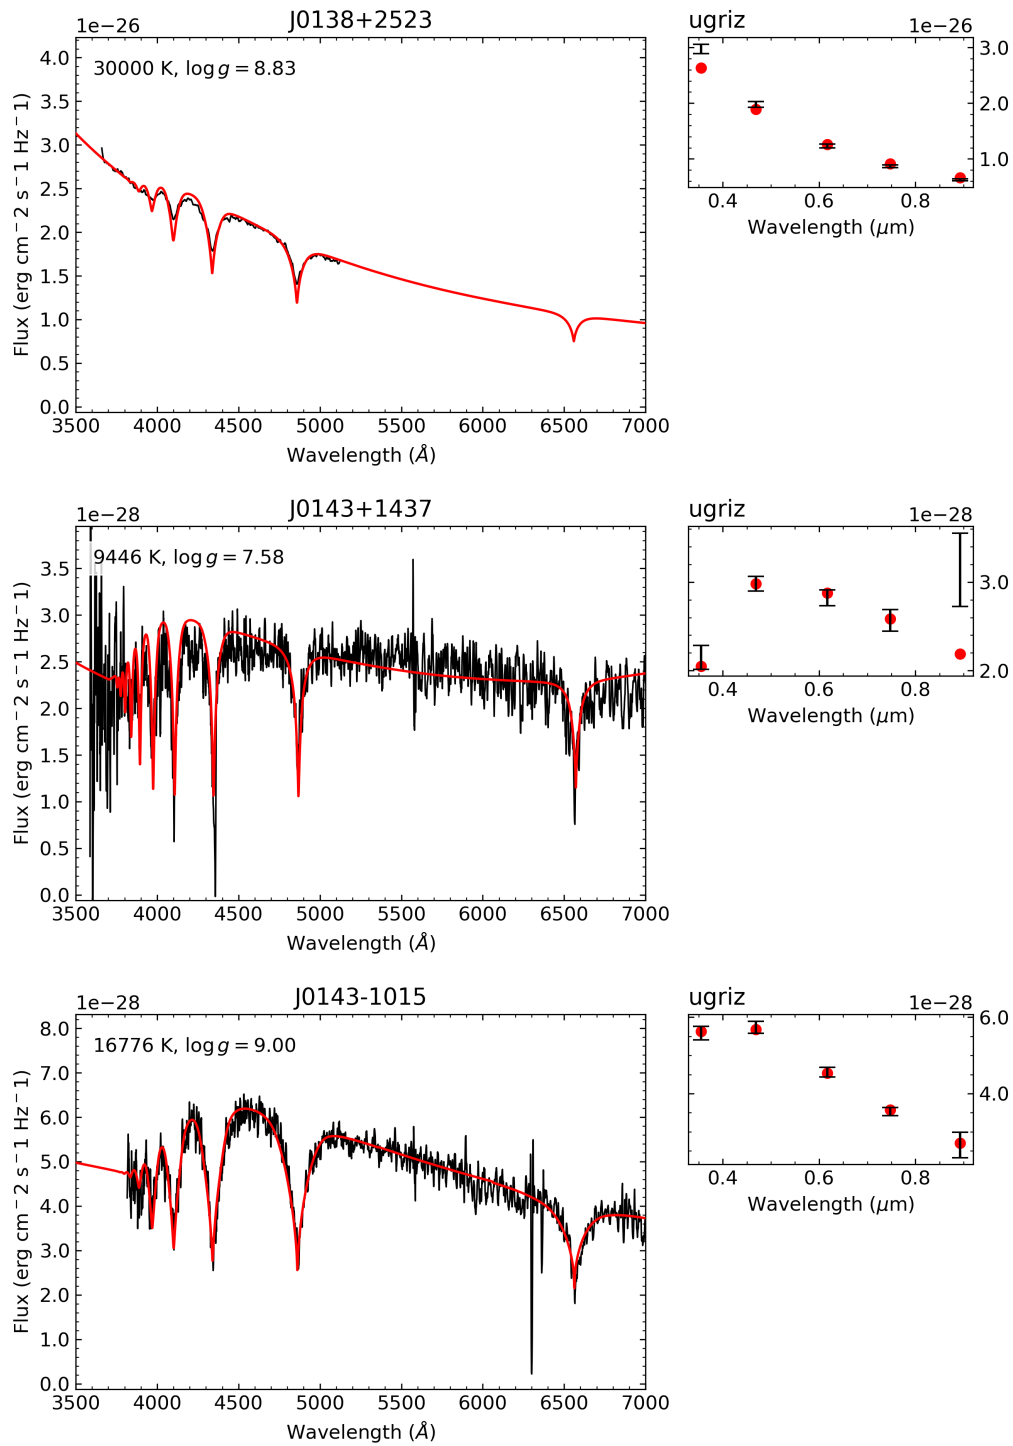 J0138+2523
1e−26
30000 K, log g = 8.83
4.0
3.5
3.0
2.5
2.0
1.5
1.0
0.5
0.0
3500 4000 4500 5000 5500 6000 6500 7000
Flux (erg cm−2 s−1 Hz−1)
Wavelength (Å)
ugriz
1e−26
3.0
2.0
1.0
0.4 0.6 0.8
Wavelength (μm)
J0143+1437
1e−28
9446 K, log g = 7.58
3.5
3.0
2.5
2.0
1.5
1.0
0.5
0.0
3500 4000 4500 5000 5500 6000 6500 7000
Flux (erg cm−2 s−1 Hz−1)
Wavelength (Å)
ugriz
1e−28
3.0
2.0
0.4 0.6 0.8
Wavelength (μm)
J0143-1015
1e−28
16776 K, log g = 9.00
8.0
7.0
6.0
5.0
4.0
3.0
2.0
1.0
0.0
3500 4000 4500 5000 5500 6000 6500 7000
Flux (erg cm−2 s−1 Hz−1)
Wavelength (Å)
ugriz
1e−28
6.0
4.0
0.4 0.6 0.8
Wavelength (μm)